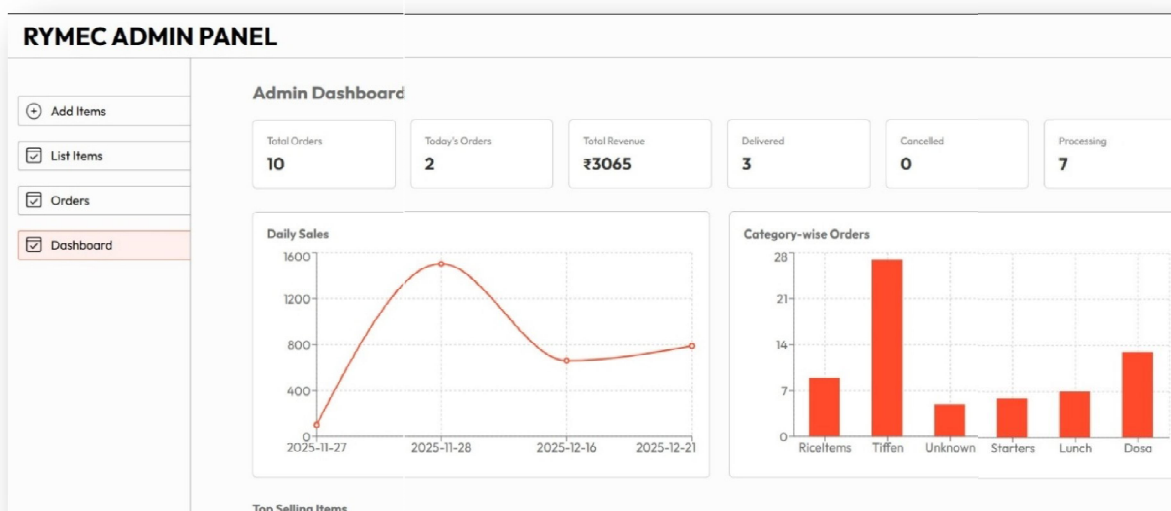 RYMEC ADMIN PANEL
Add Items
List Items
Orders
Dashboard
Admin Dashboard
Total Orders
10
Today's Orders
2
Total Revenue
₹3065
Delivered
3
Cancelled
0
Processing
7
Daily Sales
1600
1200
800
400
0
2025-11-27 2025-11-28 2025-12-16 2025-12-21
Category-wise Orders
28
21
14
7
0
RiceItems Tiffen Unknown Starters Lunch Dosa
Top Selling Items